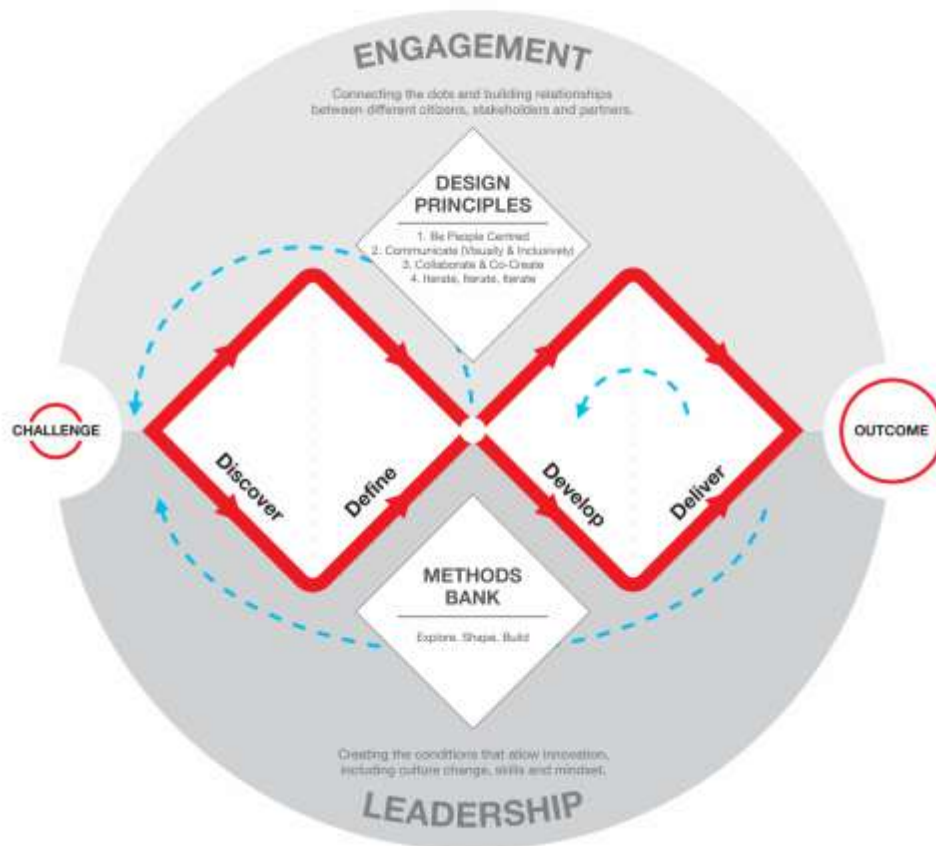 ENGAGEMENT
Connecting the dots and building relationships
between different citizens, stakeholders and partners.
DESIGN
PRINCIPLES
1. Be People Centred
2. Communicate (Visually & Inclusively)
3. Collaborate & Co-Create
4. Iterate, Iterate, Iterate
CHALLENGE
OUTCOME
Discover
Define
Develop
Deliver
METHODS
BANK
Explore. Shape. Build
Creating the conditions that allow innovation,
including culture change, skills and mindset.
LEADERSHIP